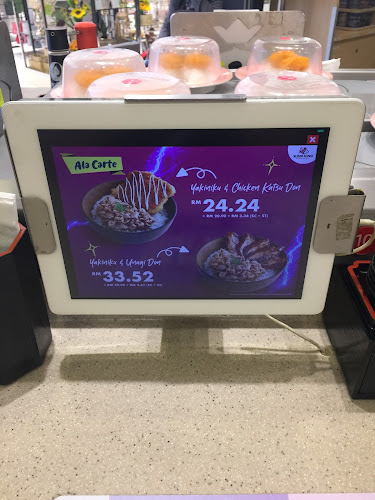 Ala Carte
Yakiniku & Chicken Katsu Don
RM 24.24
Yakiniku & Unagi Don
RM 33.52